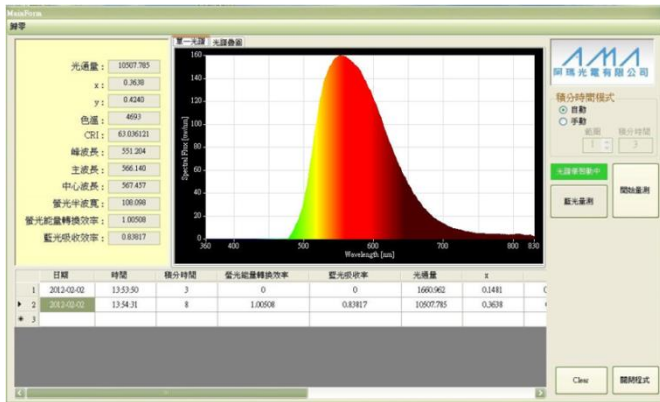 MainForm
歸零
光通量: 10507.785
x: 0.3638
y: 0.4240
色溫: 4693
CRI: 63.036121
峰波長: 551.204
主波長: 566.140
中心波長: 567.457
螢光半波寬: 108.098
螢光能量轉換效率: 1.00508
藍光吸收效率: 0.83817
單一光譜 光譜疊圖
Spectral Flux [mw/nm]
160
140
120
100
80
60
40
20
0
360 400 500 600 700 800 830
Wavelength [nm]
AMA
阿瑪光電有限公司
積分時間模式
自動
手動
範圍 積分時間
1 3
藍光量測
開始量測
日期 時間 積分時間 螢光能量轉換效率 藍光吸收率 光通量 x
1 2012-02-02 13:53:50 3 0 0 1660.962 0.1481
2 2012-02-02 13:54:31 8 1.00508 0.83817 10507.785 0.3638
3
Clear
關閉程式